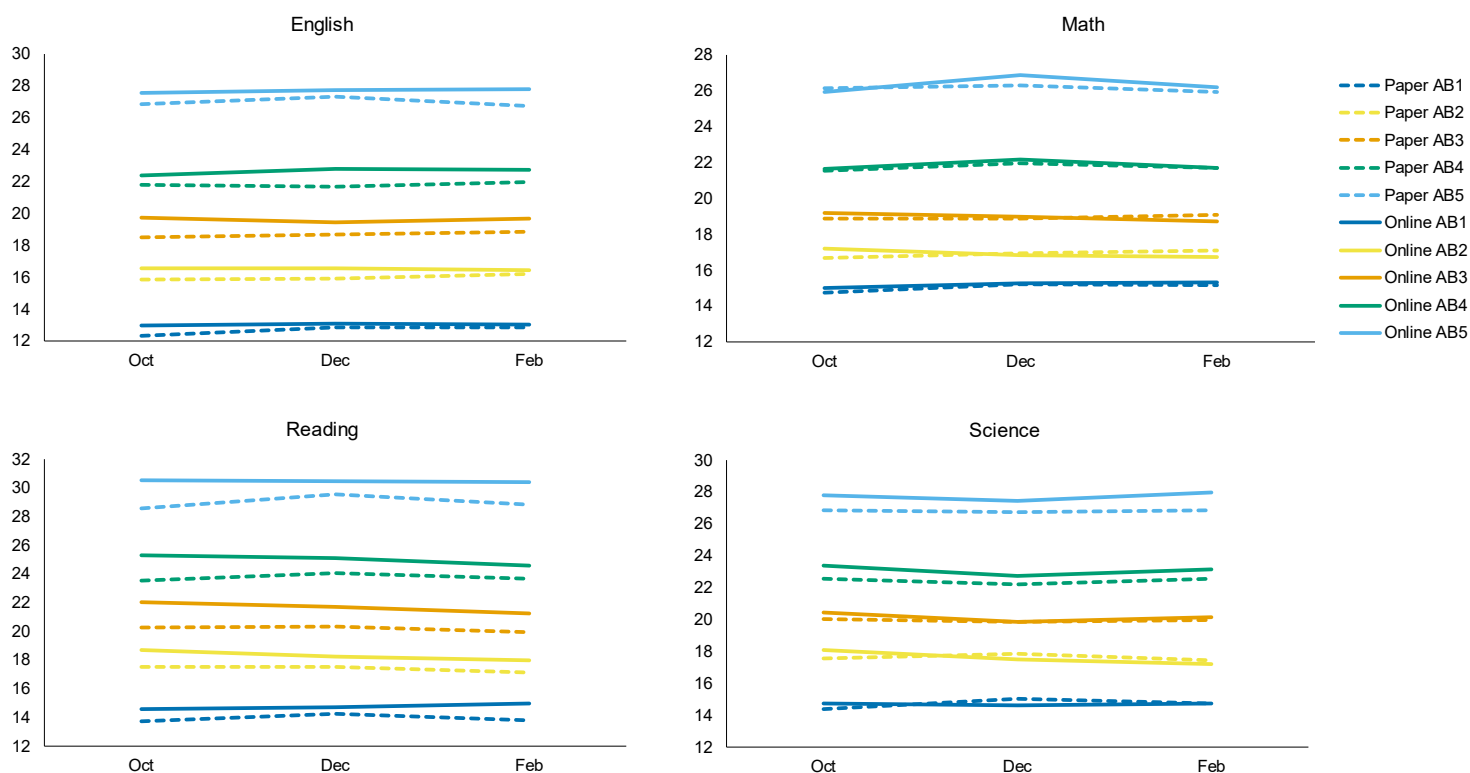 English
30
28
26
24
22
20
18
16
14
12
Oct Dec Feb
Math
28
26
24
22
20
18
16
14
12
Oct Dec Feb
Paper AB1
Paper AB2
Paper AB3
Paper AB4
Paper AB5
Online AB1
Online AB2
Online AB3
Online AB4
Online AB5
Reading
32
30
28
26
24
22
20
18
16
14
12
Oct Dec Feb
Science
30
28
26
24
22
20
18
16
14
12
Oct Dec Feb